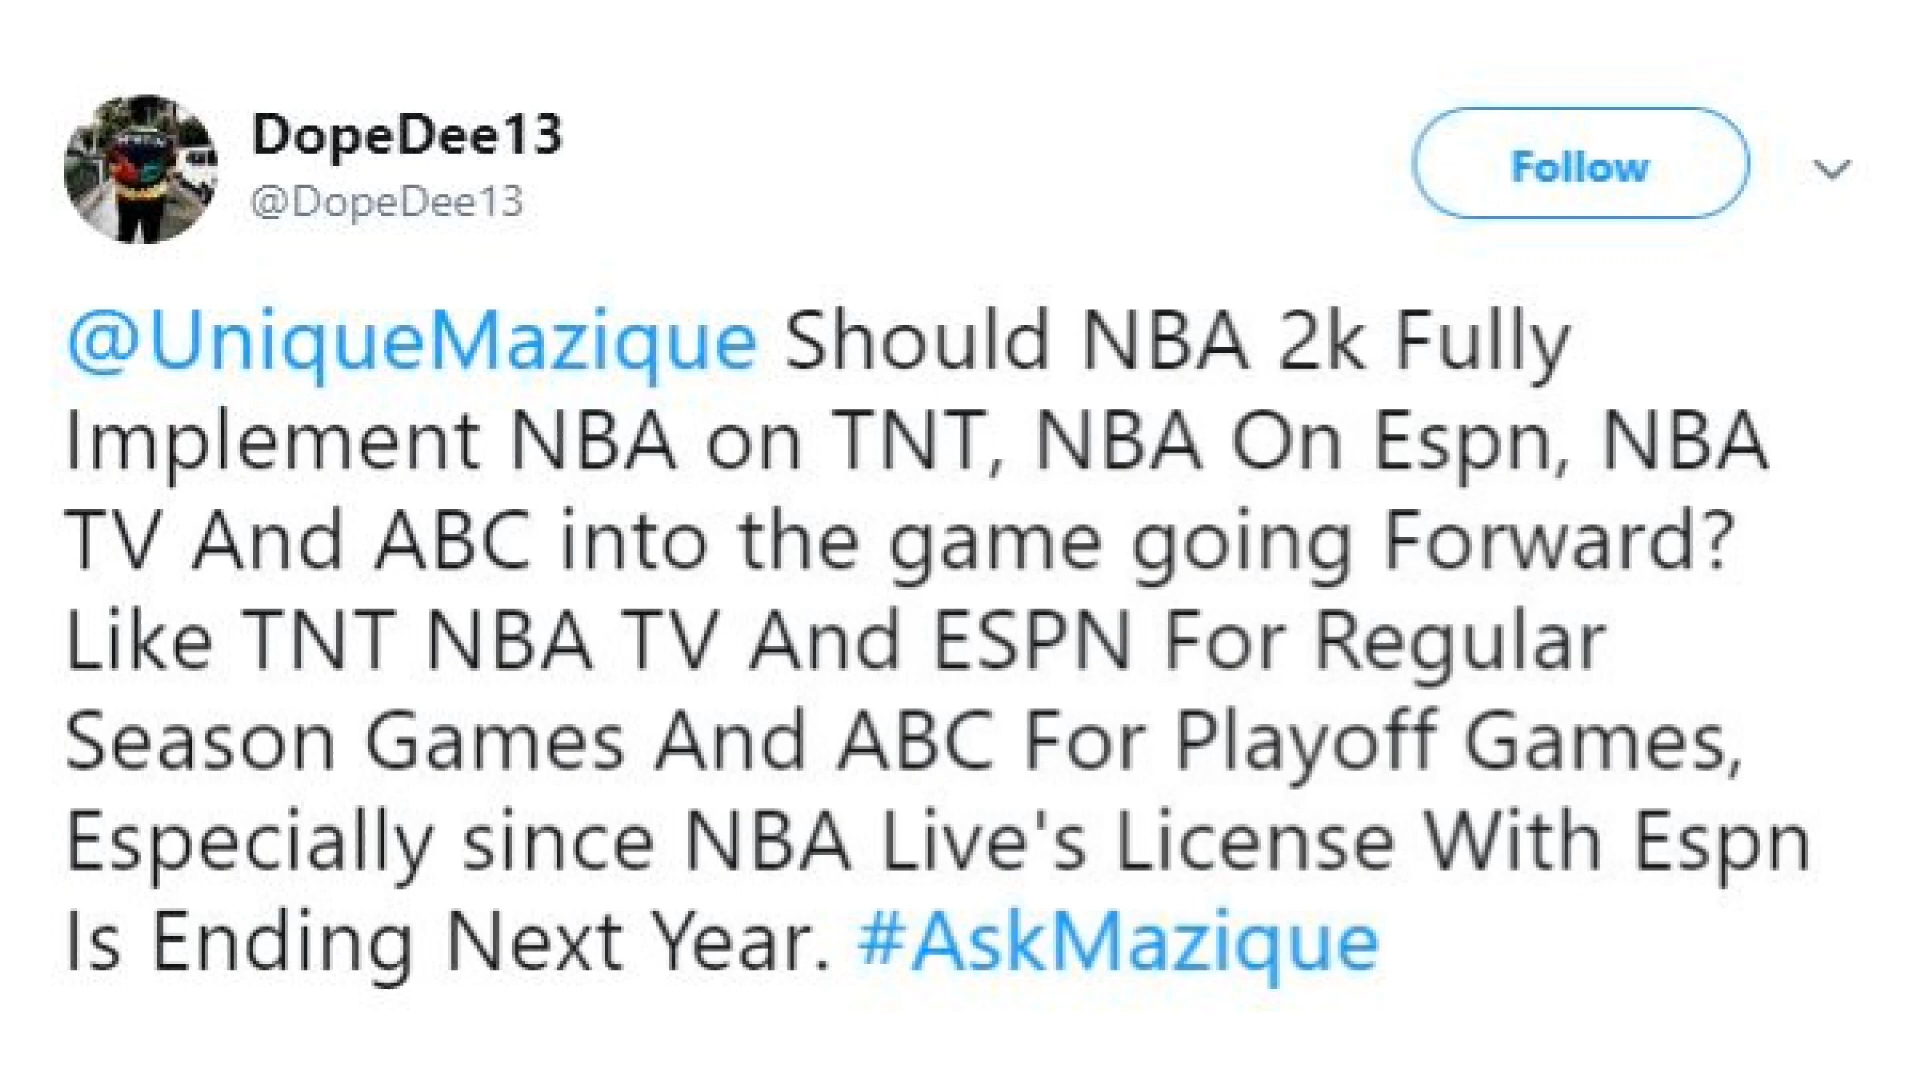 DopeDee13
@DopeDee13
Follow
@UniqueMazique Should NBA 2k Fully
Implement NBA on TNT, NBA On Espn, NBA
TV And ABC into the game going Forward?
Like TNT NBA TV And ESPN For Regular
Season Games And ABC For Playoff Games,
Especially since NBA Live's License With Espn
Is Ending Next Year. #AskMazique